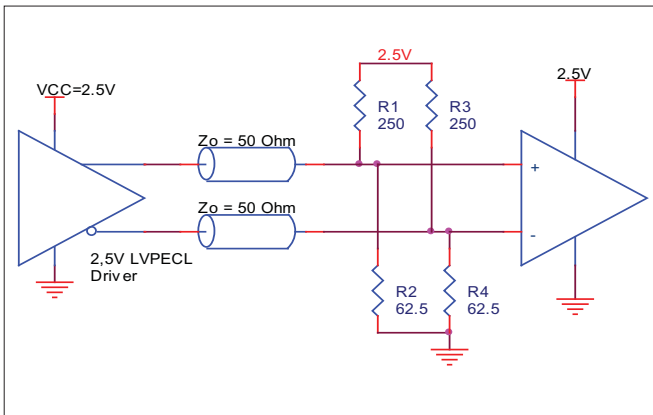 2.5V
2.5V
VCC=2.5V
R1
250
R3
250
Zo = 50 Ohm
+
Zo = 50 Ohm
-
2,5V LVPECL
Driver
R2
62.5
R4
62.5